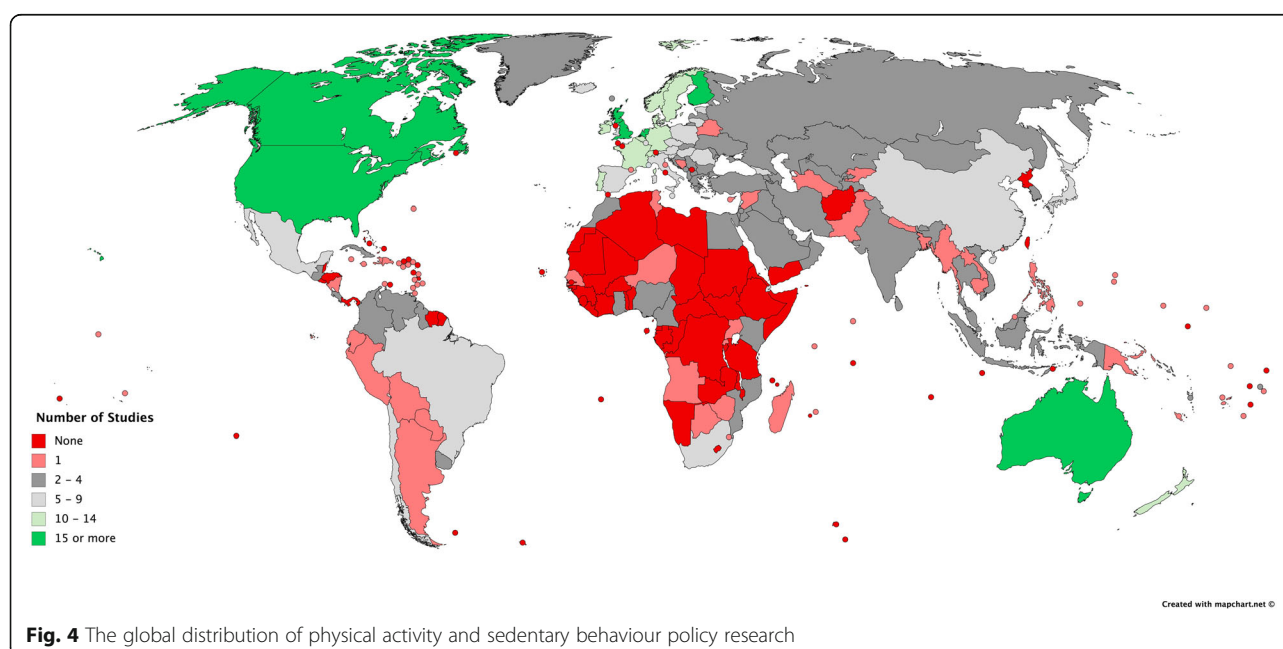 Number of Studies
None
1
2 – 4
5 – 9
10 – 14
15 or more
Created with mapchart.net ©
Fig. 4 The global distribution of physical activity and sedentary behaviour policy research